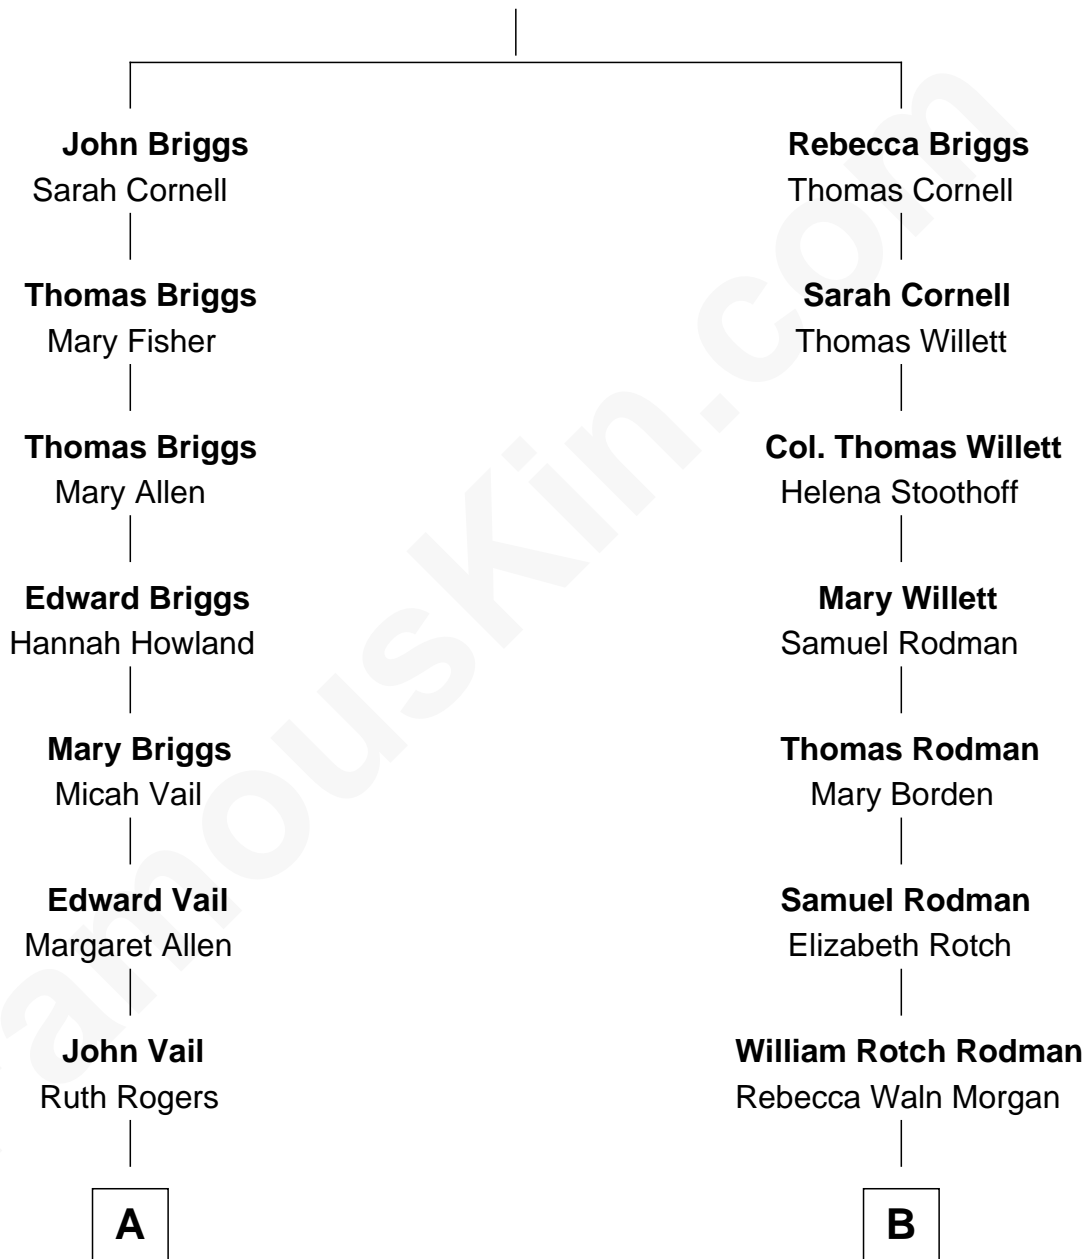 John Briggs
Sarah Cornell
Thomas Briggs
Mary Fisher
Thomas Briggs
Mary Allen
Edward Briggs
Hannah Howland
Mary Briggs
Micah Vail
Edward Vail
Margaret Allen
John Vail
Ruth Rogers
A
Rebecca Briggs
Thomas Cornell
Sarah Cornell
Thomas Willett
Col. Thomas Willett
Helena Stoothoff
Mary Willett
Samuel Rodman
Thomas Rodman
Mary Borden
Samuel Rodman
Elizabeth Rotch
William Rotch Rodman
Rebecca Waln Morgan
B
amousKin.com